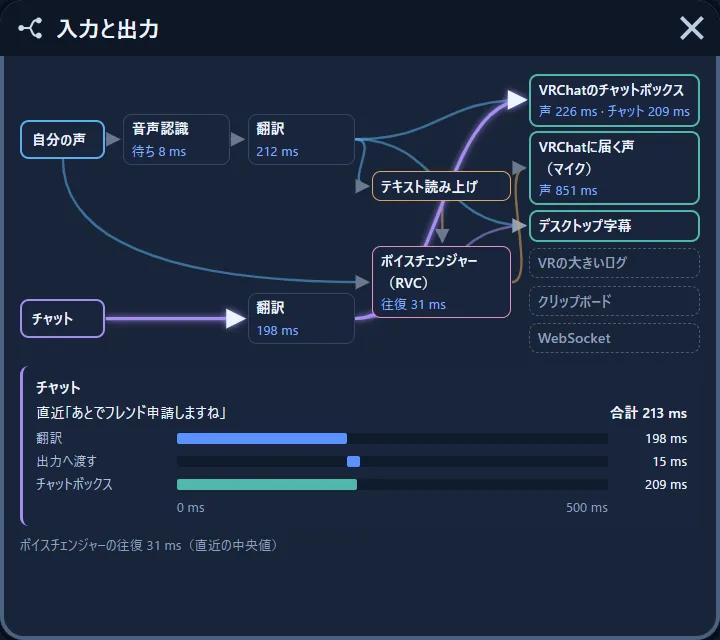 入力と出力
自分の声
音声認識
待ち 8 ms
翻訳
212 ms
テキスト読み上げ
ボイスチェンジャー
（RVC）
往復 31 ms
チャット
翻訳
198 ms
VRChatのチャットボックス
声 226 ms · チャット 209 ms
VRChatに届く声
（マイク）
声 851 ms
デスクトップ字幕
VRの大きいログ
クリップボード
WebSocket
チャット
直近「あとでフレンド申請しますね」 合計 213 ms
翻訳 198 ms
出力へ渡す 15 ms
チャットボックス 209 ms
0 ms 500 ms
ボイスチェンジャーの往復 31 ms（直近の中央値）